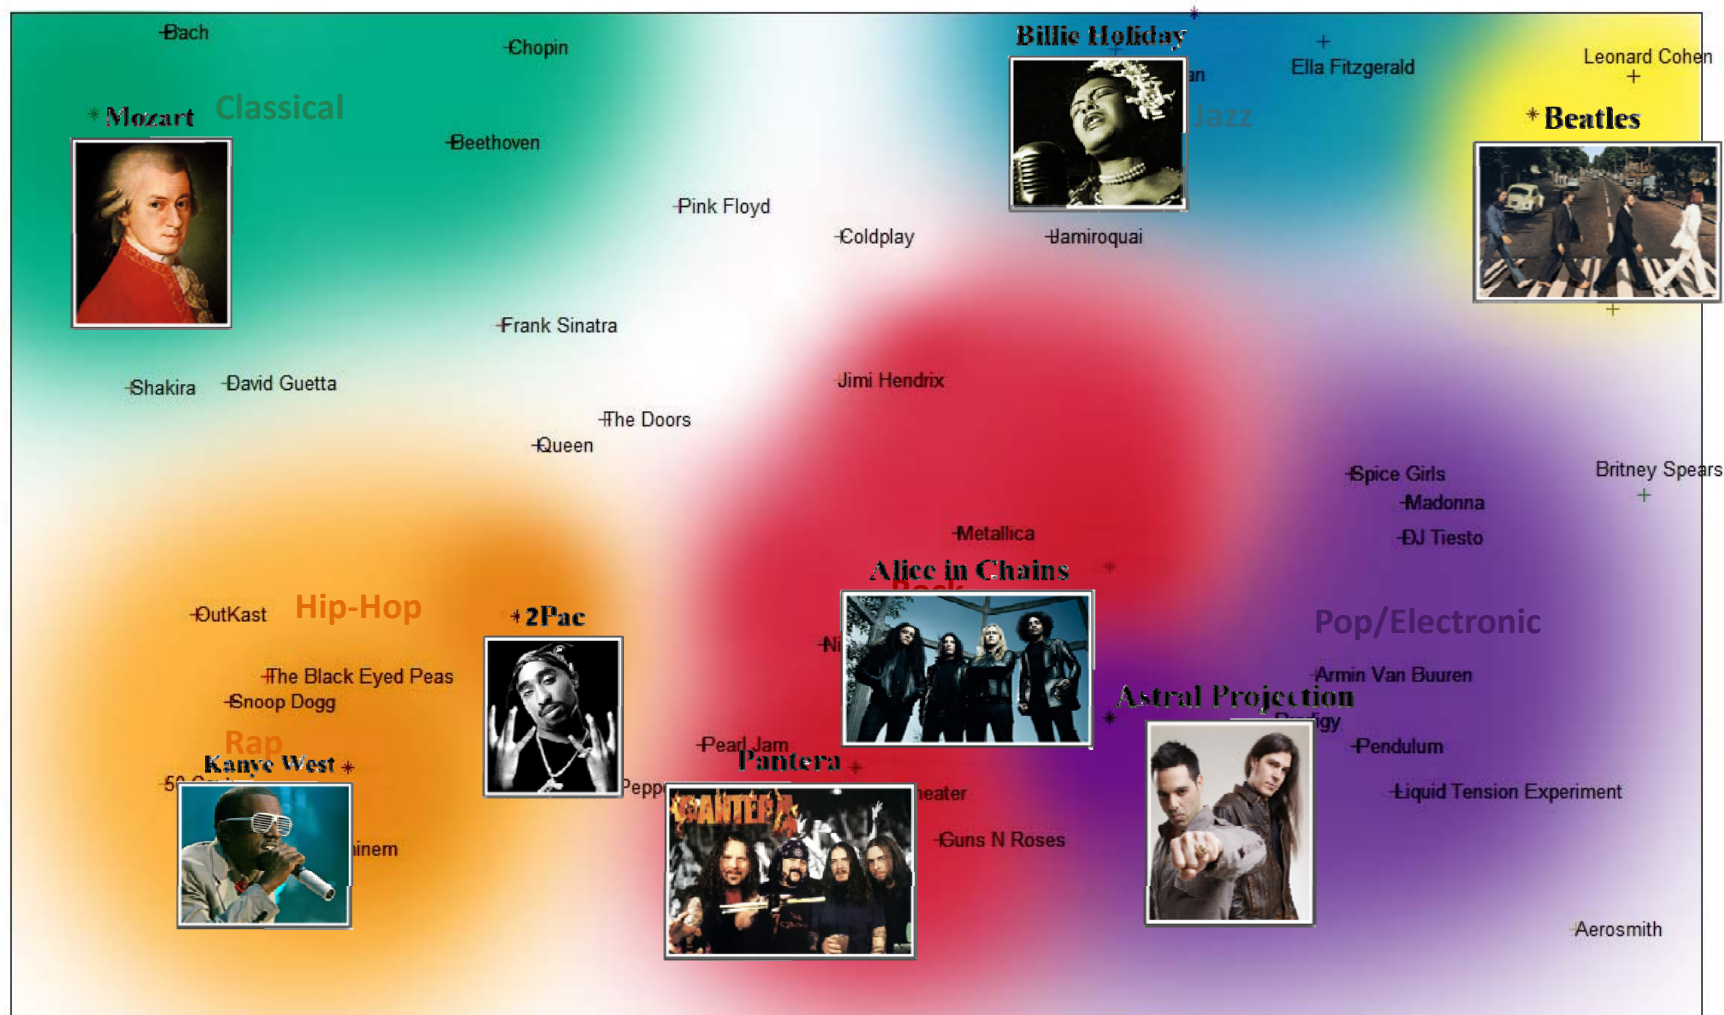 Bach
Chopin
Billie Holiday
Ella Fitzgerald
Leonard Cohen
Mozart
Classical
Jazz
Beatles
Beethoven
Pink Floyd
Coldplay
Jamiroquai
Frank Sinatra
Shakira
David Guetta
Jimi Hendrix
The Doors
Queen
Spice Girls
Britney Spears
Madonna
DJ Tiesto
Metallica
Alice in Chains
Rock
OutKast
Hip-Hop
2Pac
Pop/Electronic
The Black Eyed Peas
Armin Van Buuren
Snoop Dogg
Astral Projection
Rap
Pearl Jam
Pendulum
Kanye West
Pantera
Liquid Tension Experiment
PANTERA
Guns N Roses
Aerosmith